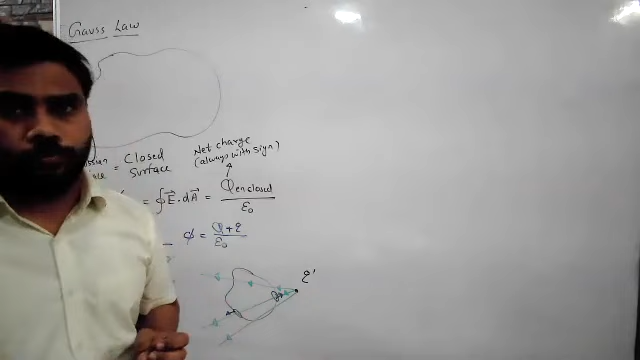 Gauss Law
Net charge
(always with sign)
= Closed
Surface
= ∮E⃗.dA⃗ = Qenclosed / ε₀
ϕ = Q+q / ε₀
q'